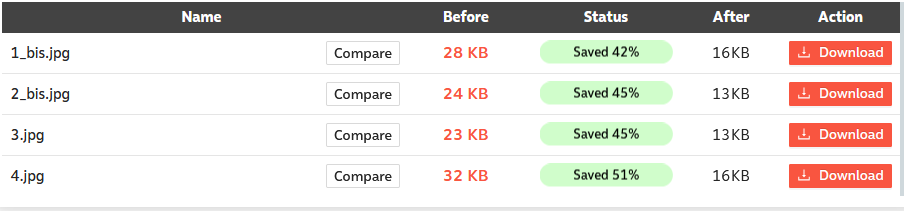 Name Before Status After Action
1_bis.jpg Compare 28 KB Saved 42% 16KB Download
2_bis.jpg Compare 24 KB Saved 45% 13KB Download
3.jpg Compare 23 KB Saved 45% 13KB Download
4.jpg Compare 32 KB Saved 51% 16KB Download